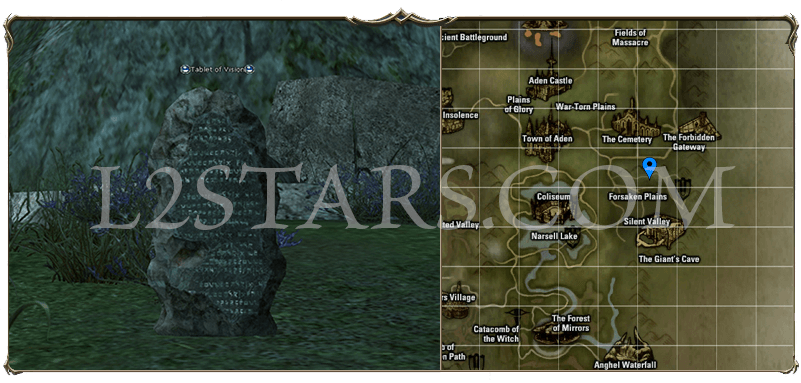 Tablet of Vision
L2STARS.COM
cient Battleground
Fields of
Massacre
Aden Castle
Plains
of Glory
War-Torn Plains
Insolence
Town of Aden
The Cemetery
The Forbidden
Gateway
Coliseum
Forsaken Plains
ted Valley
Silent Valley
Narsell Lake
The Giant's Cave
rs Village
Catacomb of
the Witch
The Forest
of Mirrors
b of
n Path
Anghel Waterfall